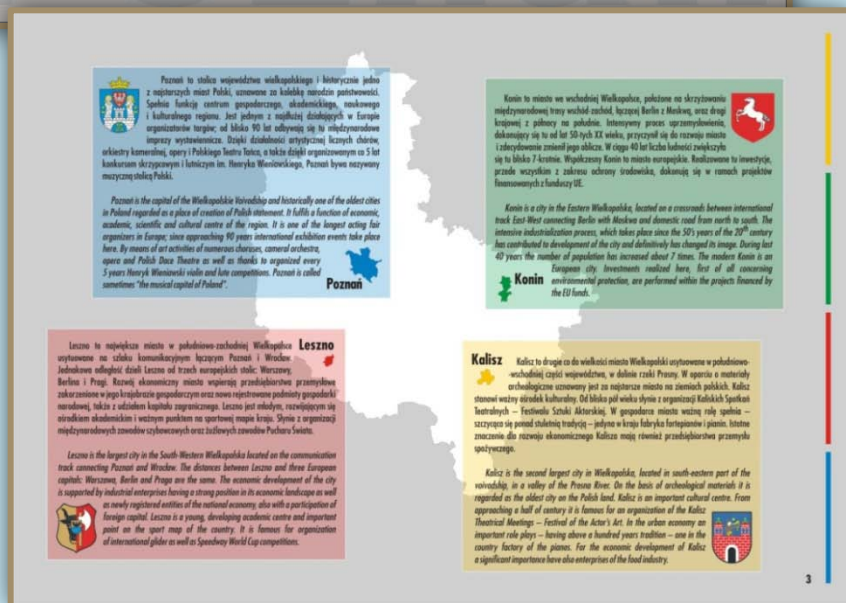 Poznań to stolica województwa wielkopolskiego i historycznie jedno
z najstarszych miast Polski, uznawane za kolebkę narodzin państwowości.
Spełnia funkcję centrum gospodarczego, akademickiego, naukowego
i kulturalnego regionu. Jest jednym z najdłużej działających w Europie
organizatorów targów; od blisko 90 lat odbywają się tu międzynarodowe
imprezy wystawiennicze. Dzięki działalności artystycznej licznych chórów,
orkiestry kameralnej, opery i Polskiego Teatru Tańca, a także dzięki organizowanym co 5 lat
konkursom skrzypcowym i lutniczym im. Henryka Wieniawskiego, Poznań bywa nazywany
muzyczną stolicą Polski.
Poznań is the capital of the Wielkopolskie Voivodship and historically one of the oldest cities
in Poland regarded as a place of creation of Polish statement. It fulfils a function of economic,
academic, scientific and cultural centre of the region. It is one of the longest acting fair
organizers in Europe; since approaching 90 years international exhibition events take place
here. By means of art activities of numerous choruses, cameral orchestra,
opera and Polish Dace Theatre as well as thanks to organized every
5 years Henryk Wieniawski violin and lute competitions. Poznań is called
sometimes "the musical capital of Poland".
Poznań
Konin to miasto we wschodniej Wielkopolsce, położone na skrzyżowaniu
międzynarodowej trasy wschód-zachód, łączącej Berlin z Moskwą, oraz drogi
krajowej z północy na południe. Intensywny proces uprzemysłowienia,
dokonujący się tu od lat 50-tych XX wieku, przyczynił się do rozwoju miasta
i zdecydowanie zmienił jego oblicze. W ciągu 40 lat liczba ludności zwiększyła
się tu blisko 7-krotnie. Współczesny Konin to miasto europejskie. Realizowane tu inwestycje,
przede wszystkim z zakresu ochrony środowiska, dokonują się w ramach projektów
finansowanych z funduszy UE.
Konin is a city in the Eastern Wielkopolska, located on a crossroads between international
track East-West connecting Berlin with Moskwa and domestic road from north to south. The
intensive industrialization process, which takes place since the 50's years of the 20th century
has contributed to development of the city and definitively has changed its image. During last
40 years the number of population has increased about 7 times. The modern Konin is an
European city. Investments realized here, first of all concerning
environmental protection, are performed within the projects financed by
the EU funds.
Konin
Leszno to największe miasto w południowo-zachodniej Wielkopolsce
usytuowane na szlaku komunikacyjnym łączącym Poznań i Wrocław.
Jednakowa odległość dzieli Leszno od trzech europejskich stolic: Warszawy,
Berlina i Pragi. Rozwój ekonomiczny miasta wspierają przedsiębiorstwa przemysłowe
zakorzenione w jego krajobrazie gospodarczym oraz nowo rejestrowane podmioty gospodarki
narodowej, także z udziałem kapitału zagranicznego. Leszno jest młodym, rozwijającym się
ośrodkiem akademickim i ważnym punktem na sportowej mapie kraju. Słynie z organizacji
międzynarodowych zawodów szybowcowych oraz żużlowych zawodów Pucharu Świata.
Leszno
Leszno is the largest city in the South-Western Wielkopolska located on the communication
track connecting Poznań and Wrocław. The distances between Leszno and three European
capitals: Warszawa, Berlin and Praga are the same. The economic development of the city
is supported by industrial enterprises having a strong position in its economic landscape as well
as newly registered entities of the national economy, also with a participation of
foreign capital. Leszno is a young, developing academic centre and important
point on the sport map of the country. It is famous for organization
of international glider as well as Speedway World Cup competitions.
Kalisz
Kalisz to drugie co do wielkości miasto Wielkopolski usytuowane w południowo-
-wschodniej części województwa, w dolinie rzeki Prosny. W oparciu o materiały
archeologiczne uznawany jest za najstarsze miasto na ziemiach polskich. Kalisz
stanowi ważny ośrodek kulturalny. Od blisko pół wieku słynie z organizacji Kaliskich Spotkań
Teatralnych – Festiwalu Sztuki Aktorskiej. W gospodarce miasta ważną rolę spełnia –
szczycąca się ponad stuletnią tradycją – jedyna w kraju fabryka fortepianów i pianin. Istotne
znaczenie dla rozwoju ekonomicznego Kalisza mają również przedsiębiorstwa przemysłu
spożywczego.
Kalisz is the second largest city in Wielkopolska, located in south-eastern part of the
voivodship, in a valley of the Prosna River. On the basis of archeological materials it is
regarded as the oldest city on the Polish land. Kalisz is an important cultural centre. From
approaching a half of century it is famous for an organization of the Kalisz
Theatrical Meetings – Festival of the Actor's Art. In the urban economy an
important role plays – having above a hundred years tradition – one in the
country factory of the pianos. For the economic development of Kalisz
a significant importance have also enterprises of the food industry.
3